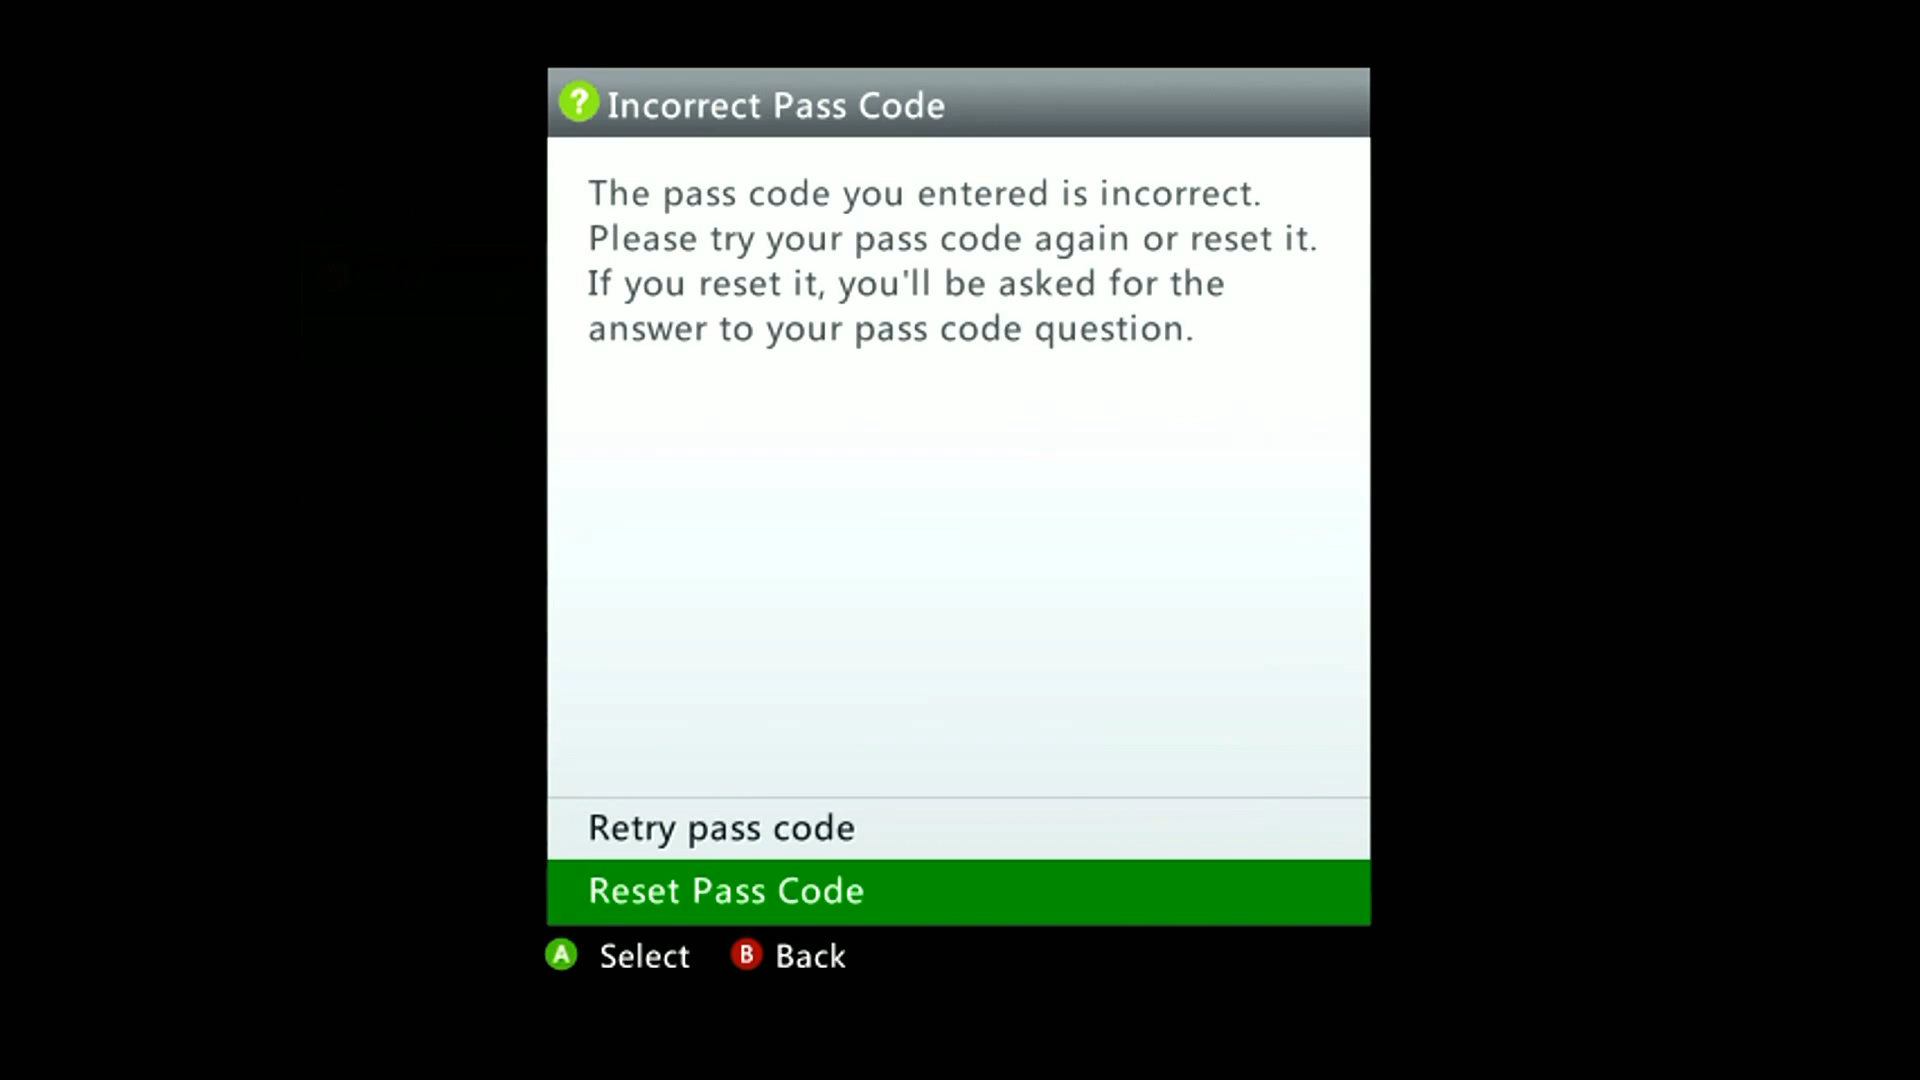 ? Incorrect Pass Code
The pass code you entered is incorrect.
Please try your pass code again or reset it.
If you reset it, you'll be asked for the
answer to your pass code question.
Retry pass code
Reset Pass Code
A Select B Back